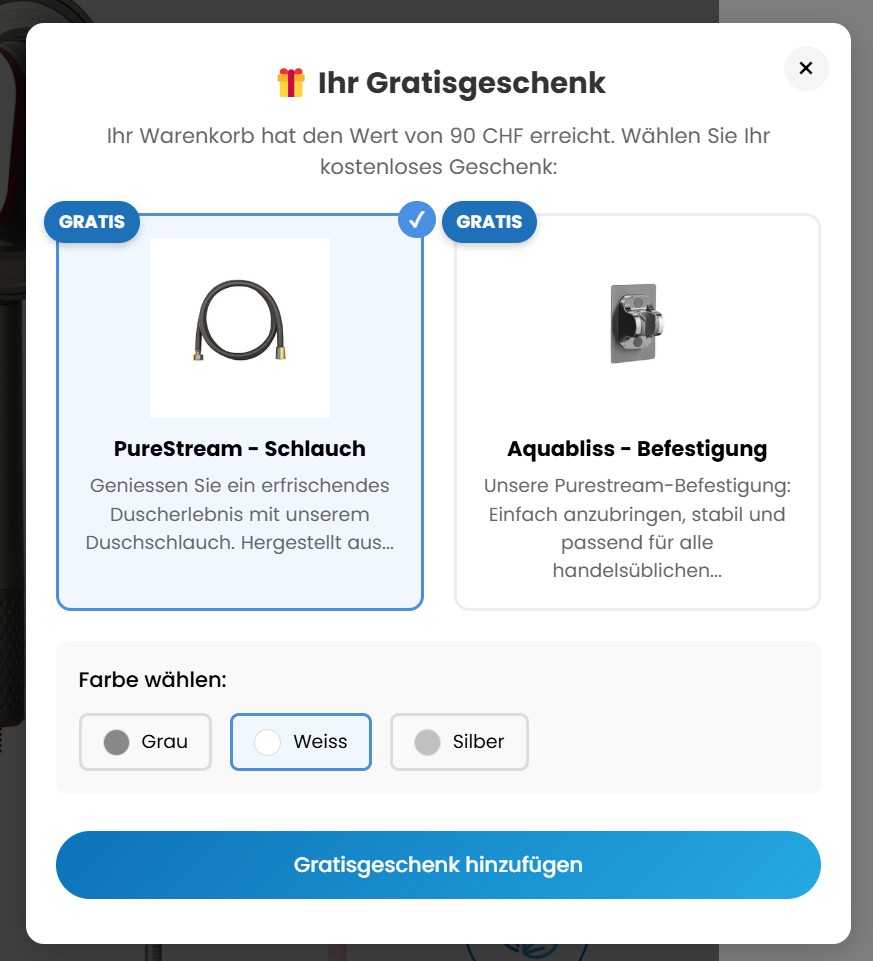 🎁 Ihr Gratisgeschenk
Ihr Warenkorb hat den Wert von 90 CHF erreicht. Wählen Sie Ihr
kostenloses Geschenk:
GRATIS
PureStream - Schlauch
Geniessen Sie ein erfrischendes
Duscherlebnis mit unserem
Duschschlauch. Hergestellt aus...
GRATIS
Aquabliss - Befestigung
Unsere Purestream-Befestigung:
Einfach anzubringen, stabil und
passend für alle
handelsüblichen...
Farbe wählen:
Grau
Weiss
Silber
Gratisgeschenk hinzufügen